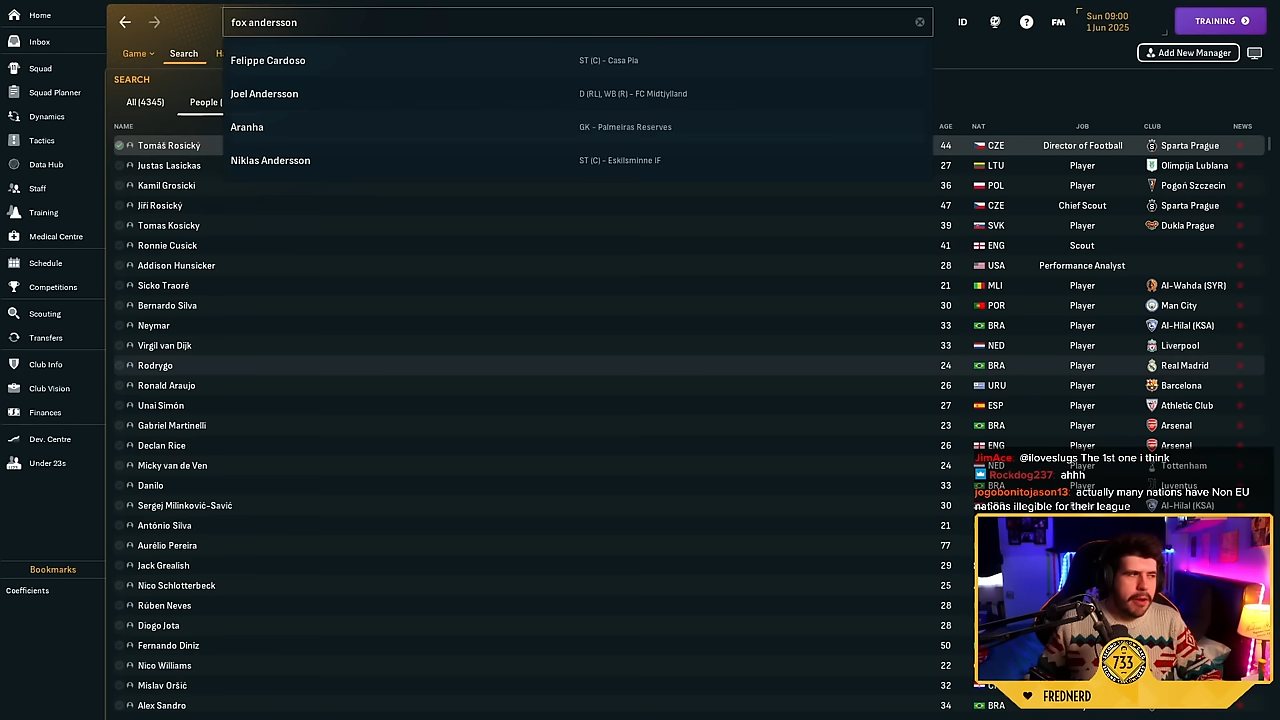 Home
Inbox
Squad
Squad Planner
Dynamics
Tactics
Data Hub
Staff
Training
Medical Centre
Schedule
Competitions
Scouting
Transfers
Club Info
Club Vision
Finances
Dev. Centre
Under 23s
Bookmarks
Coefficients
fox andersson
ID
FM
Sun 09:00
1 Jun 2025
TRAINING
Game
Search
Add New Manager
Felippe Cardoso ST (C) - Casa Pia
Joel Andersson D (RL), WB (R) - FC Midtjylland
Aranha GK - Palmeiras Reserves
Niklas Andersson ST (C) - Eskilsminne IF
SEARCH
All (4345) People (
NAME AGE NAT JOB CLUB NEWS
Tomáš Rosický 44 CZE Director of Football Sparta Prague
Justas Lasickas 27 LTU Player Olimpija Lublana
Kamil Grosicki 36 POL Player Pogoń Szczecin
Jiří Rosický 47 CZE Chief Scout Sparta Prague
Tomas Kosicky 39 SVK Player Dukla Prague
Ronnie Cusick 41 ENG Scout
Addison Hunsicker 28 USA Performance Analyst
Sicko Traoré 21 MLI Player Al-Wahda (SYR)
Bernardo Silva 30 POR Player Man City
Neymar 33 BRA Player Al-Hilal (KSA)
Virgil van Dijk 33 NED Player Liverpool
Rodrygo 24 BRA Player Real Madrid
Ronald Araujo 26 URU Player Barcelona
Unai Simón 27 ESP Player Athletic Club
Gabriel Martinelli 23 BRA Player Arsenal
Declan Rice 26 ENG Player Arsenal
Micky van de Ven 24 NED Tottenham
Danilo 33 BRA Juventus
Sergej Milinković-Savić 30 Al-Hilal (KSA)
António Silva 21
Aurélio Pereira 77
Jack Grealish 29
Nico Schlotterbeck 25
Rúben Neves 28
Diogo Jota 28
Fernando Diniz 50
Nico Williams 22
Mislav Oršić 32
Alex Sandro 34 BRA
JimAce: @iloveslugs The 1st one i think
Rockdog237: ahhh
jogobonitojason13: actually many nations have Non EU
nations illegible for their league
733
FREDNERD